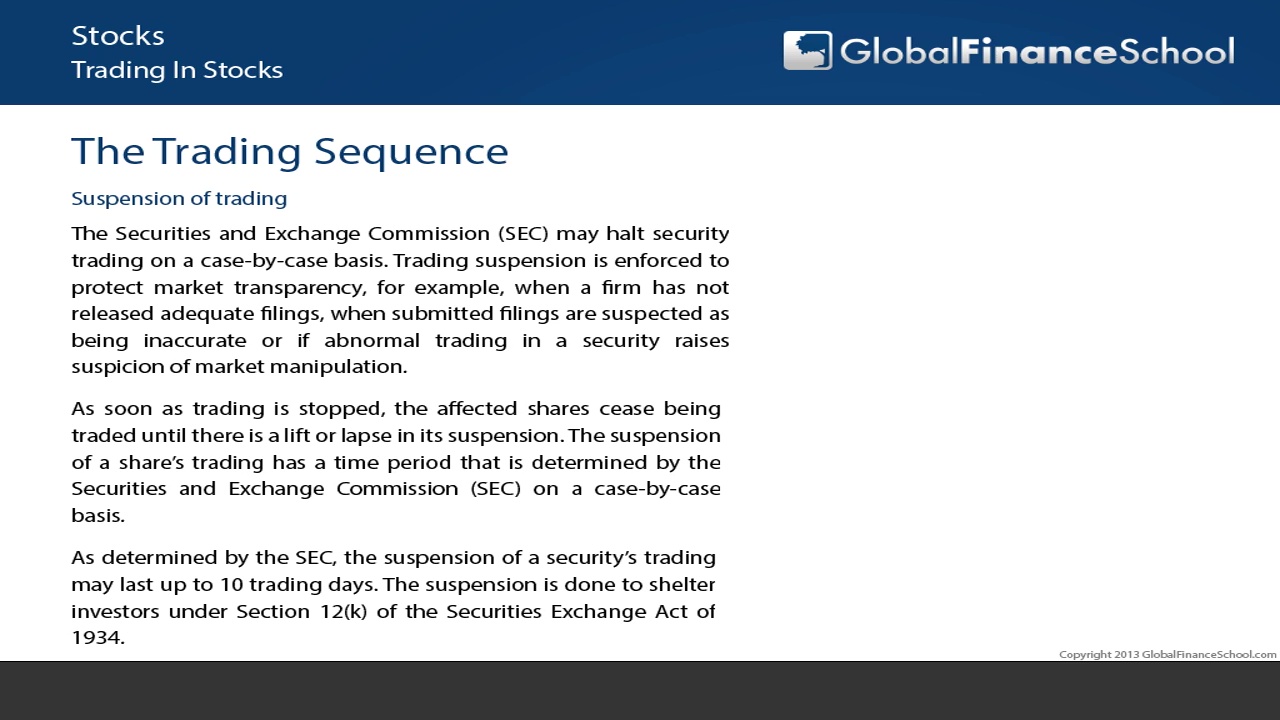 Stocks
Trading In Stocks
GlobalFinanceSchool
The Trading Sequence
Suspension of trading
The Securities and Exchange Commission (SEC) may halt security
trading on a case-by-case basis. Trading suspension is enforced to
protect market transparency, for example, when a firm has not
released adequate filings, when submitted filings are suspected as
being inaccurate or if abnormal trading in a security raises
suspicion of market manipulation.
As soon as trading is stopped, the affected shares cease being
traded until there is a lift or lapse in its suspension. The suspension
of a share's trading has a time period that is determined by the
Securities and Exchange Commission (SEC) on a case-by-case
basis.
As determined by the SEC, the suspension of a security's trading
may last up to 10 trading days. The suspension is done to shelter
investors under Section 12(k) of the Securities Exchange Act of
1934.
Copyright 2013 GlobalFinanceSchool.com